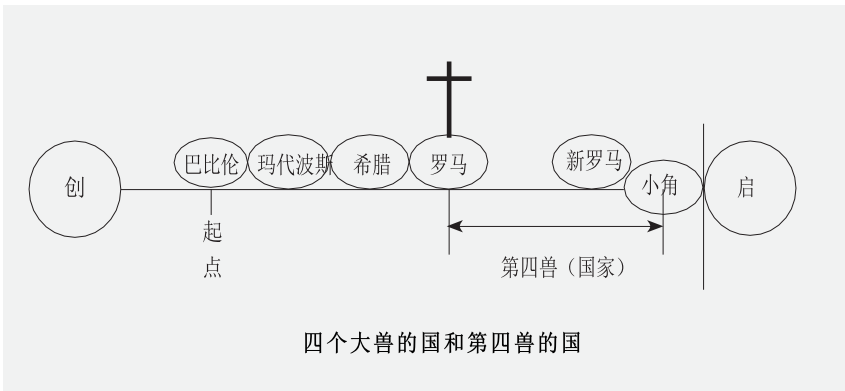 创
巴比伦
玛代波斯
希腊
罗马
新罗马
小角
启
起
点
第四兽（国家）
四个大兽的国和第四兽的国